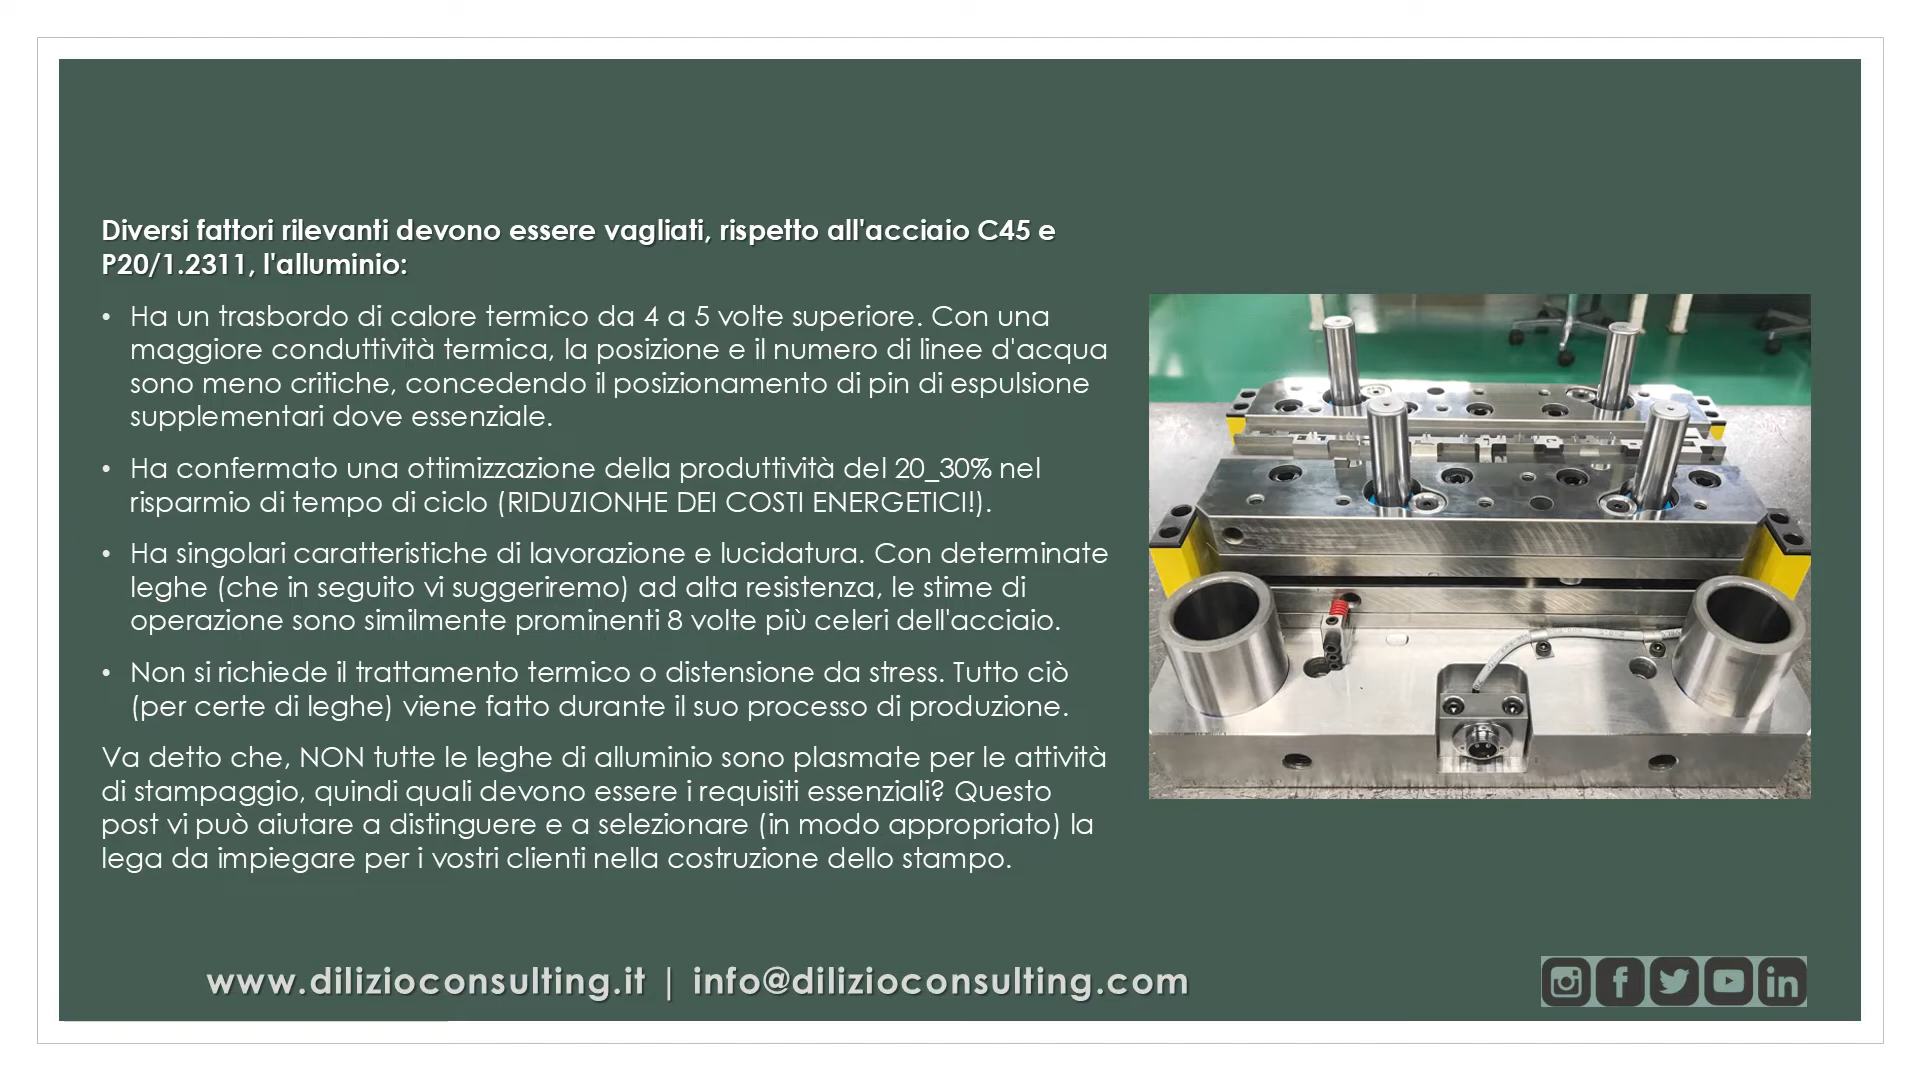 Diversi fattori rilevanti devono essere vagliati, rispetto all'acciaio C45 e
P20/1.2311, l'alluminio:
• Ha un trasbordo di calore termico da 4 a 5 volte superiore. Con una
maggiore conduttività termica, la posizione e il numero di linee d'acqua
sono meno critiche, concedendo il posizionamento di pin di espulsione
supplementari dove essenziale.
• Ha confermato una ottimizzazione della produttività del 20_30% nel
risparmio di tempo di ciclo (RIDUZIONHE DEI COSTI ENERGETICI!).
• Ha singolari caratteristiche di lavorazione e lucidatura. Con determinate
leghe (che in seguito vi suggeriremo) ad alta resistenza, le stime di
operazione sono similmente prominenti 8 volte più celeri dell'acciaio.
• Non si richiede il trattamento termico o distensione da stress. Tutto ciò
(per certe di leghe) viene fatto durante il suo processo di produzione.
Va detto che, NON tutte le leghe di alluminio sono plasmate per le attività
di stampaggio, quindi quali devono essere i requisiti essenziali? Questo
post vi può aiutare a distinguere e a selezionare (in modo appropriato) la
lega da impiegare per i vostri clienti nella costruzione dello stampo.
www.dilizioconsulting.it | info@dilizioconsulting.com